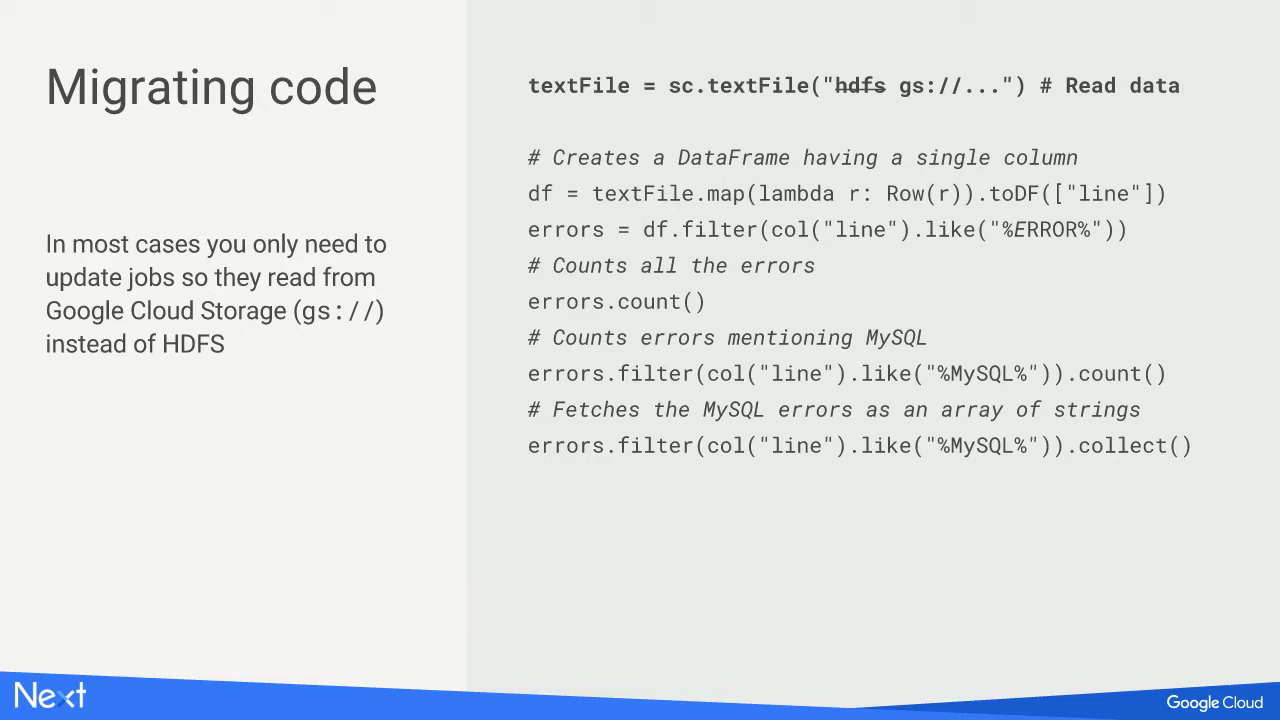 Migrating code
In most cases you only need to
update jobs so they read from
Google Cloud Storage (gs://)
instead of HDFS
textFile = sc.textFile("hdfs gs://...") # Read data
# Creates a DataFrame having a single column
df = textFile.map(lambda r: Row(r)).toDF(["line"])
errors = df.filter(col("line").like("%ERROR%"))
# Counts all the errors
errors.count()
# Counts errors mentioning MySQL
errors.filter(col("line").like("%MySQL%")).count()
# Fetches the MySQL errors as an array of strings
errors.filter(col("line").like("%MySQL%")).collect()
Next
Google Cloud